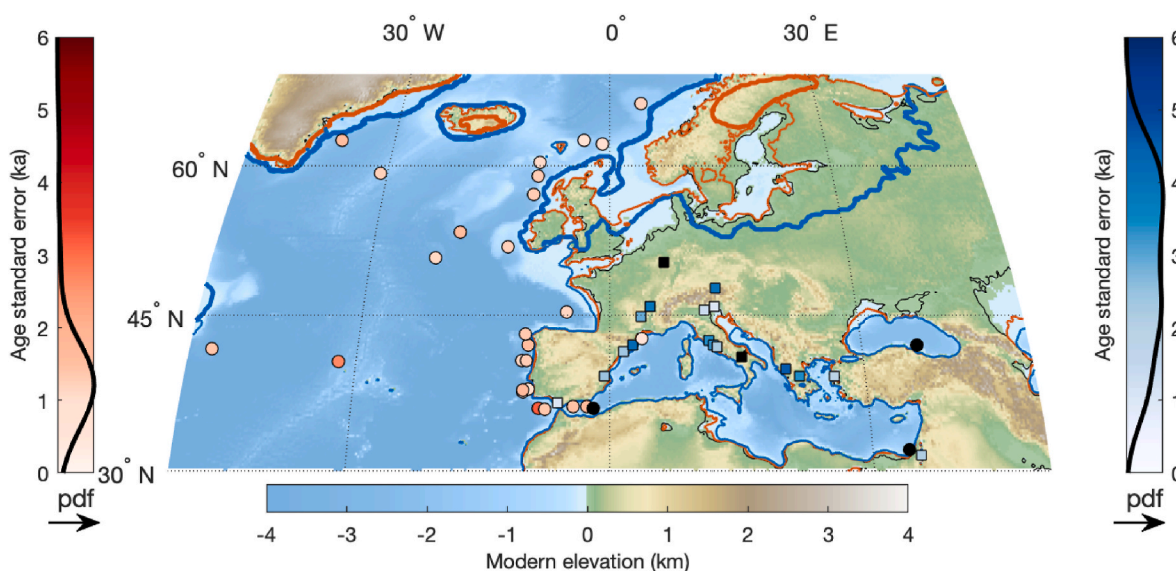 30° W
0°
30° E
6
5
4
3
2
1
0
Age standard error (ka)
pdf
60° N
45° N
30° N
6
5
4
3
2
1
0
Age standard error (ka)
pdf
-4 -3 -2 -1 0 1 2 3 4
Modern elevation (km)